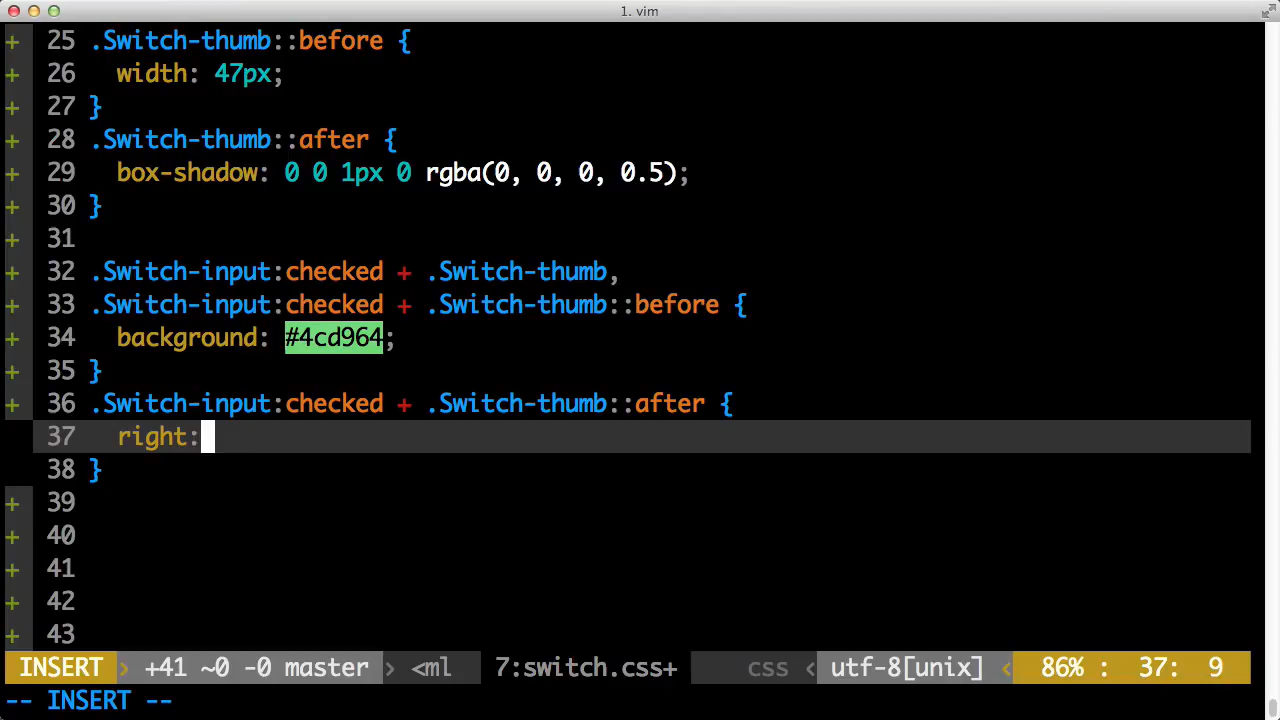 1. vim
+ 25 .Switch-thumb::before {
+ 26   width: 47px;
+ 27 }
+ 28 .Switch-thumb::after {
+ 29   box-shadow: 0 0 1px 0 rgba(0, 0, 0, 0.5);
+ 30 }
+ 31
+ 32 .Switch-input:checked + .Switch-thumb,
+ 33 .Switch-input:checked + .Switch-thumb::before {
+ 34   background: #4cd964;
+ 35 }
+ 36 .Switch-input:checked + .Switch-thumb::after {
37   right:
38 }
+ 39
+ 40
+ 41
+ 42
+ 43
INSERT › +41 ~0 -0 master › <ml 7:switch.css+ css ‹ utf-8[unix] ‹ 86% : 37: 9
-- INSERT --